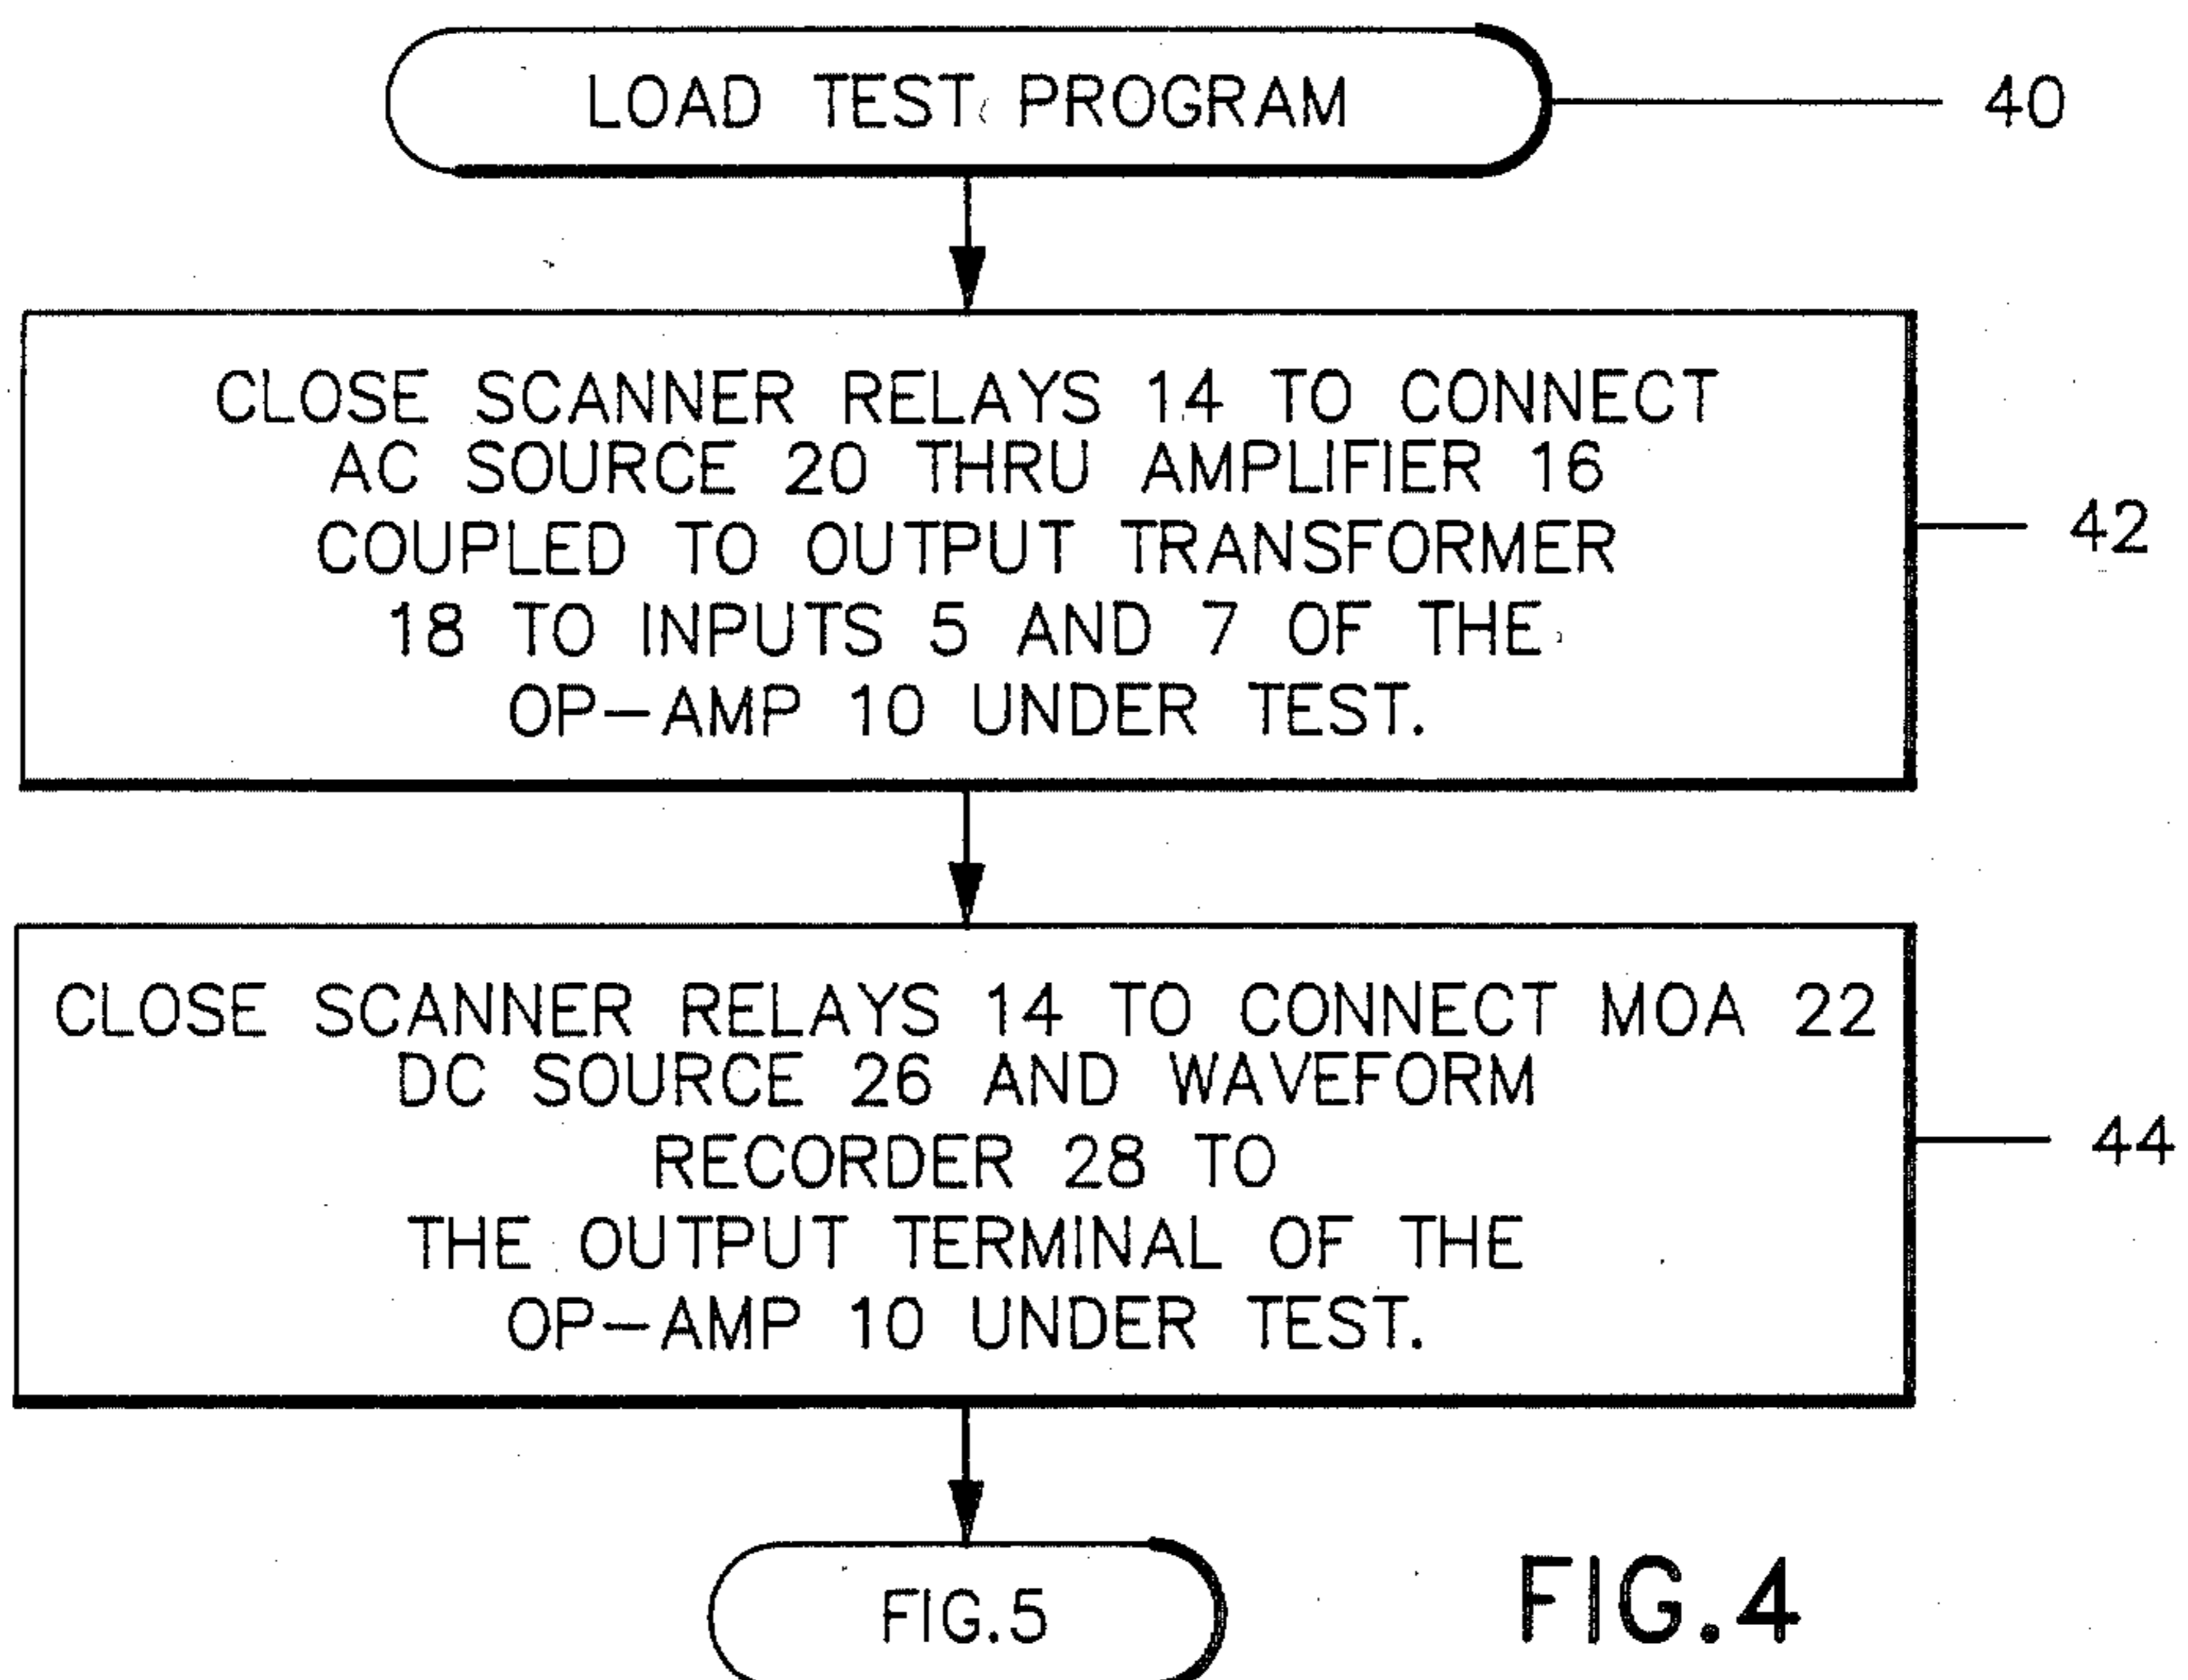 LOAD TEST PROGRAM
40
CLOSE SCANNER RELAYS 14 TO CONNECT
AC SOURCE 20 THRU AMPLIFIER 16
COUPLED TO OUTPUT TRANSFORMER
18 TO INPUTS 5 AND 7 OF THE
OP-AMP 10 UNDER TEST.
42
CLOSE SCANNER RELAYS 14 TO CONNECT MOA 22
DC SOURCE 26 AND WAVEFORM
RECORDER 28 TO
THE OUTPUT TERMINAL OF THE
OP-AMP 10 UNDER TEST.
44
FIG.5
FIG.4